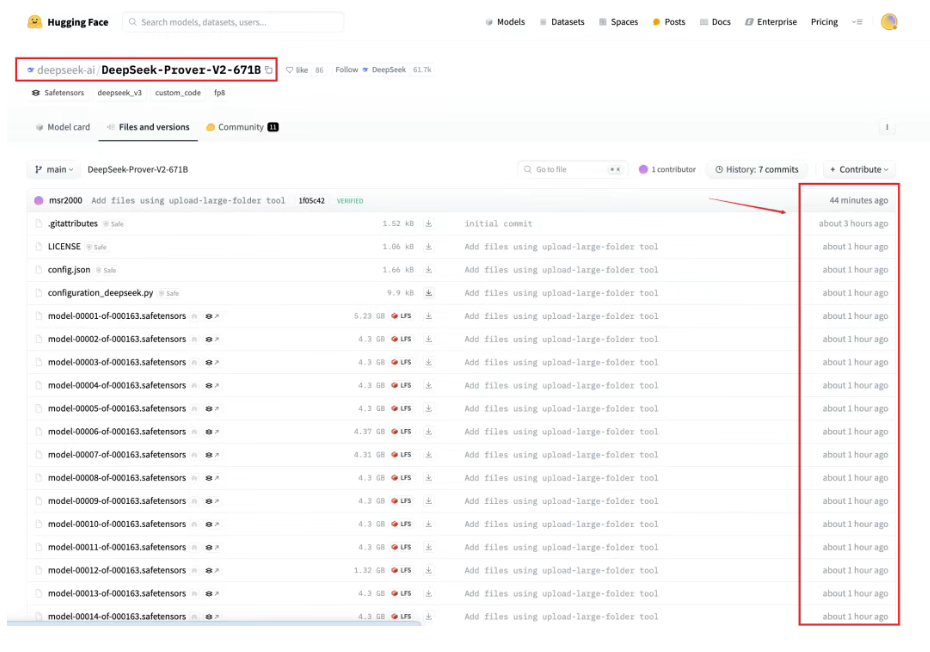 Hugging Face Search models, datasets, users... Models Datasets Spaces Posts Docs Enterprise Pricing
deepseek-ai/DeepSeek-Prover-V2-671B like 86 Follow DeepSeek 61.7k
Safetensors deepseek_v3 custom_code fp8
Model card Files and versions Community 11
main DeepSeek-Prover-V2-671B Go to file 1 contributor History: 7 commits + Contribute
msr2000 Add files using upload-large-folder tool 1f05c42 VERIFIED 44 minutes ago
.gitattributes Safe 1.52 kB initial commit about 3 hours ago
LICENSE Safe 1.06 kB Add files using upload-large-folder tool about 1 hour ago
config.json Safe 1.66 kB Add files using upload-large-folder tool about 1 hour ago
configuration_deepseek.py Safe 9.9 kB Add files using upload-large-folder tool about 1 hour ago
model-00001-of-000163.safetensors 5.23 GB LFS Add files using upload-large-folder tool about 1 hour ago
model-00002-of-000163.safetensors 4.3 GB LFS Add files using upload-large-folder tool about 1 hour ago
model-00003-of-000163.safetensors 4.3 GB LFS Add files using upload-large-folder tool about 1 hour ago
model-00004-of-000163.safetensors 4.3 GB LFS Add files using upload-large-folder tool about 1 hour ago
model-00005-of-000163.safetensors 4.3 GB LFS Add files using upload-large-folder tool about 1 hour ago
model-00006-of-000163.safetensors 4.37 GB LFS Add files using upload-large-folder tool about 1 hour ago
model-00007-of-000163.safetensors 4.31 GB LFS Add files using upload-large-folder tool about 1 hour ago
model-00008-of-000163.safetensors 4.3 GB LFS Add files using upload-large-folder tool about 1 hour ago
model-00009-of-000163.safetensors 4.3 GB LFS Add files using upload-large-folder tool about 1 hour ago
model-00010-of-000163.safetensors 4.3 GB LFS Add files using upload-large-folder tool about 1 hour ago
model-00011-of-000163.safetensors 4.3 GB LFS Add files using upload-large-folder tool about 1 hour ago
model-00012-of-000163.safetensors 1.32 GB LFS Add files using upload-large-folder tool about 1 hour ago
model-00013-of-000163.safetensors 4.3 GB LFS Add files using upload-large-folder tool about 1 hour ago
model-00014-of-000163.safetensors 4.3 GB LFS Add files using upload-large-folder tool about 1 hour ago